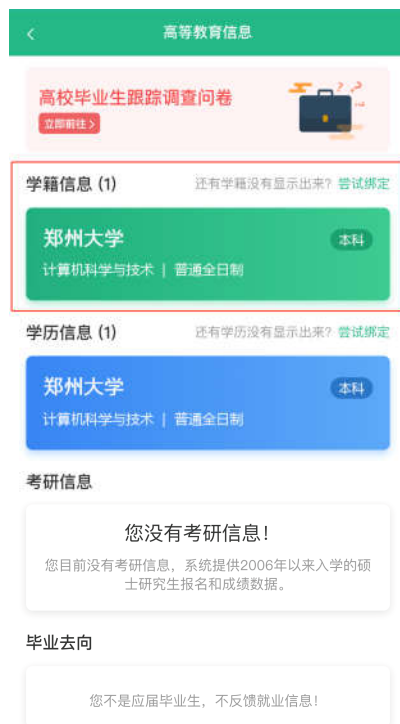 高等教育信息
高校毕业生跟踪调查问卷
立即前往 >
学籍信息 (1) 还有学籍没有显示出来? 尝试绑定
郑州大学 本科
计算机科学与技术 | 普通全日制
学历信息 (1) 还有学历没有显示出来? 尝试绑定
郑州大学 本科
计算机科学与技术 | 普通全日制
考研信息
您没有考研信息!
您目前没有考研信息，系统提供2006年以来入学的硕
士研究生报名和成绩数据。
毕业去向
您不是应届毕业生，不反馈就业信息!